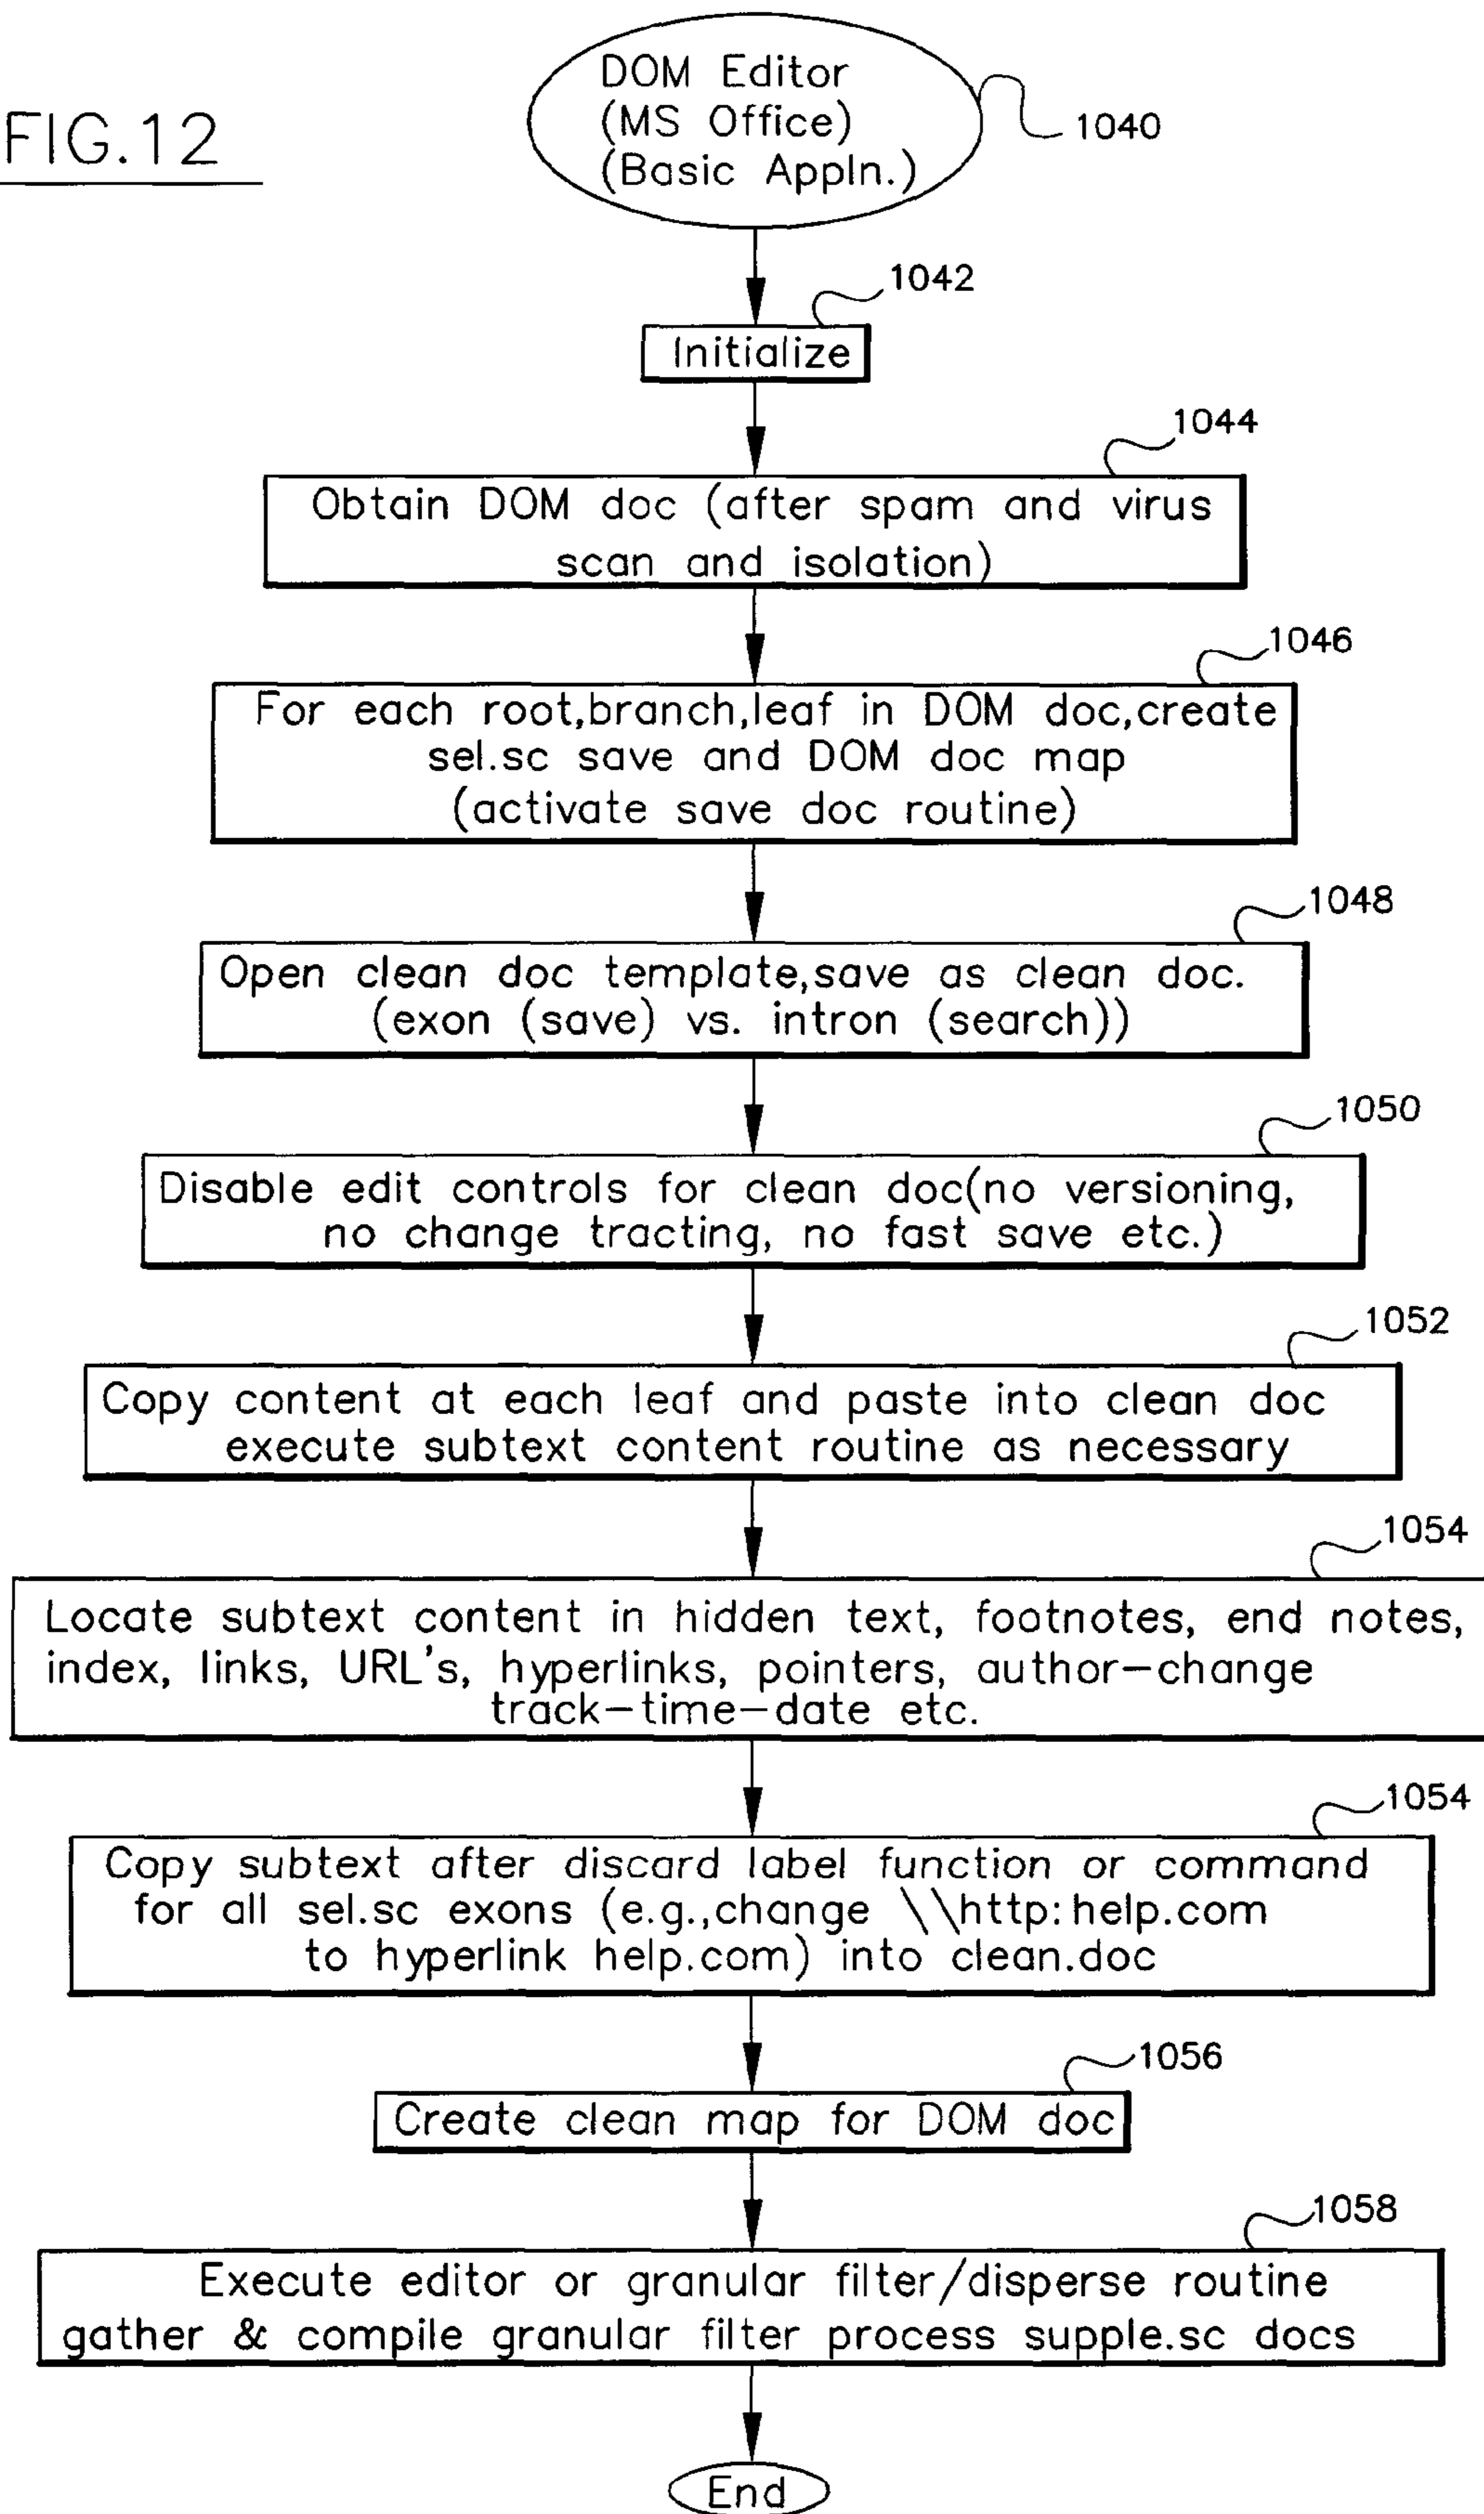 FIG.12
DOM Editor
(MS Office)
(Basic Appln.)
1040
1042
Initialize
1044
Obtain DOM doc (after spam and virus
scan and isolation)
1046
For each root,branch,leaf in DOM doc,create
sel.sc save and DOM doc map
(activate save doc routine)
1048
Open clean doc template,save as clean doc.
(exon (save) vs. intron (search))
1050
Disable edit controls for clean doc(no versioning,
no change tracting, no fast save etc.)
1052
Copy content at each leaf and paste into clean doc
execute subtext content routine as necessary
1054
Locate subtext content in hidden text, footnotes, end notes,
index, links, URL's, hyperlinks, pointers, author-change
track-time-date etc.
1054
Copy subtext after discard label function or command
for all sel.sc exons (e.g.,change \\http:help.com
to hyperlink help.com) into clean.doc
1056
Create clean map for DOM doc
1058
Execute editor or granular filter/disperse routine
gather & compile granular filter process supple.sc docs
End